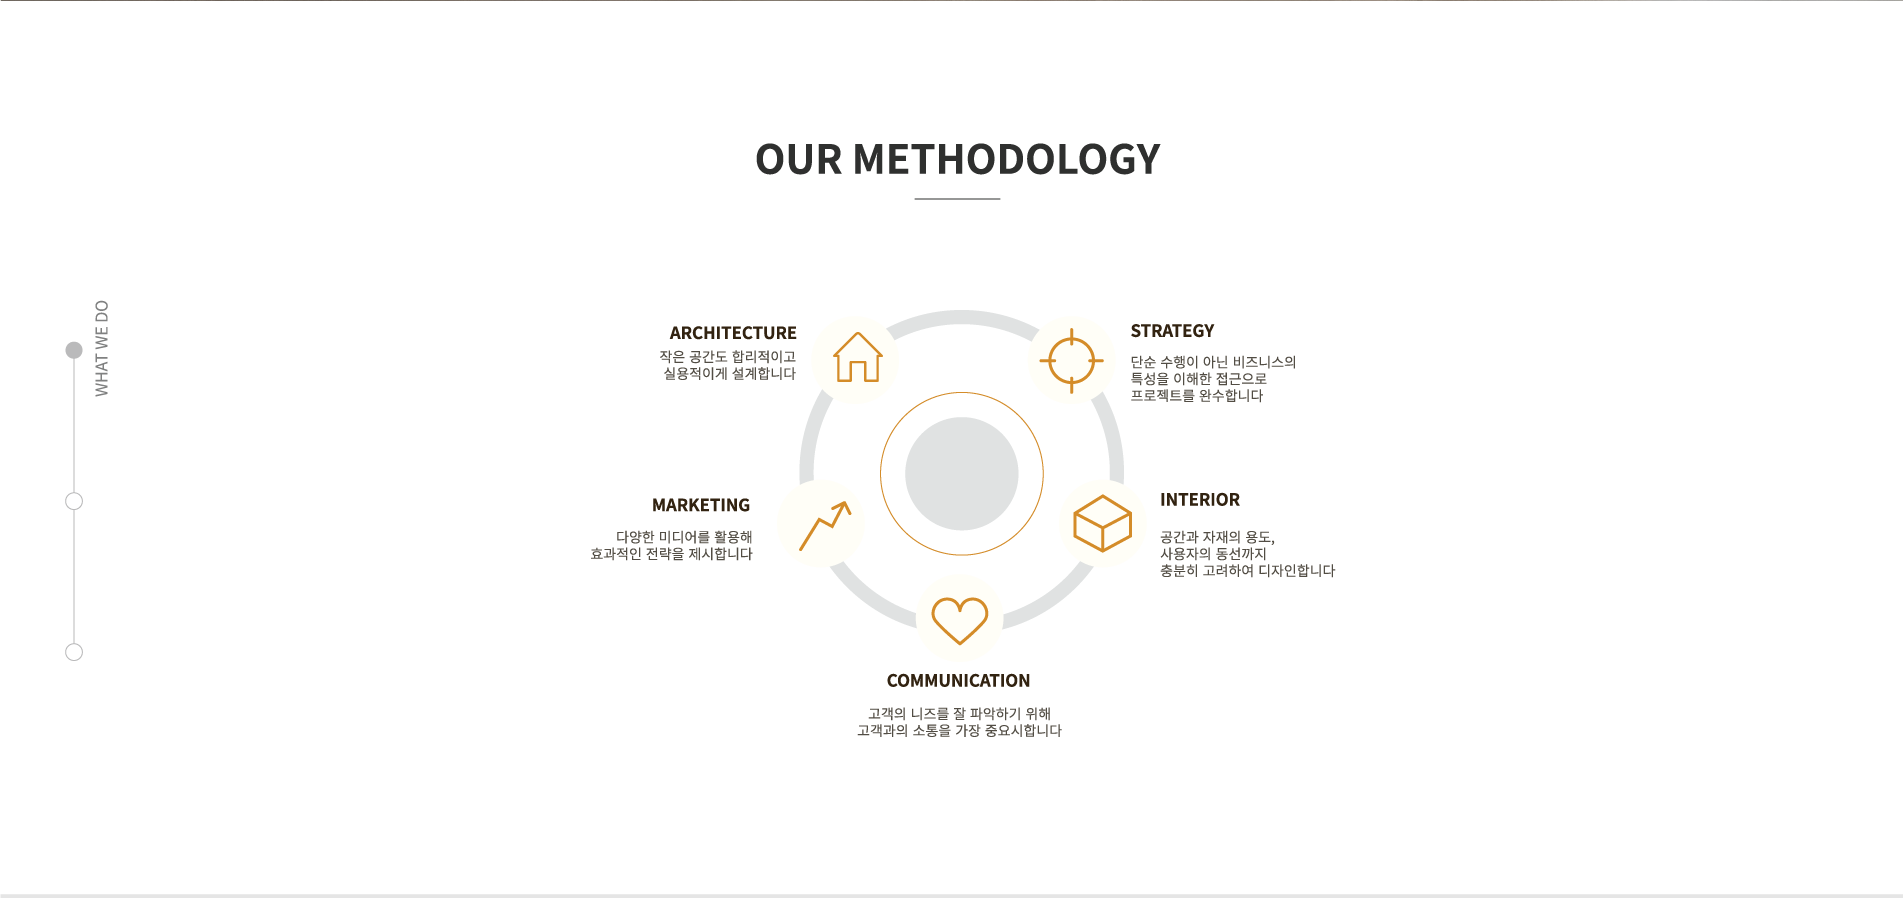 OUR METHODOLOGY
WHAT WE DO
ARCHITECTURE
작은 공간도 합리적이고
실용적이게 설계합니다
STRATEGY
단순 수행이 아닌 비즈니스의
특성을 이해한 접근으로
프로젝트를 완수합니다
MARKETING
다양한 미디어를 활용해
효과적인 전략을 제시합니다
INTERIOR
공간과 자재의 용도,
사용자의 동선까지
충분히 고려하여 디자인합니다
COMMUNICATION
고객의 니즈를 잘 파악하기 위해
고객과의 소통을 가장 중요시합니다